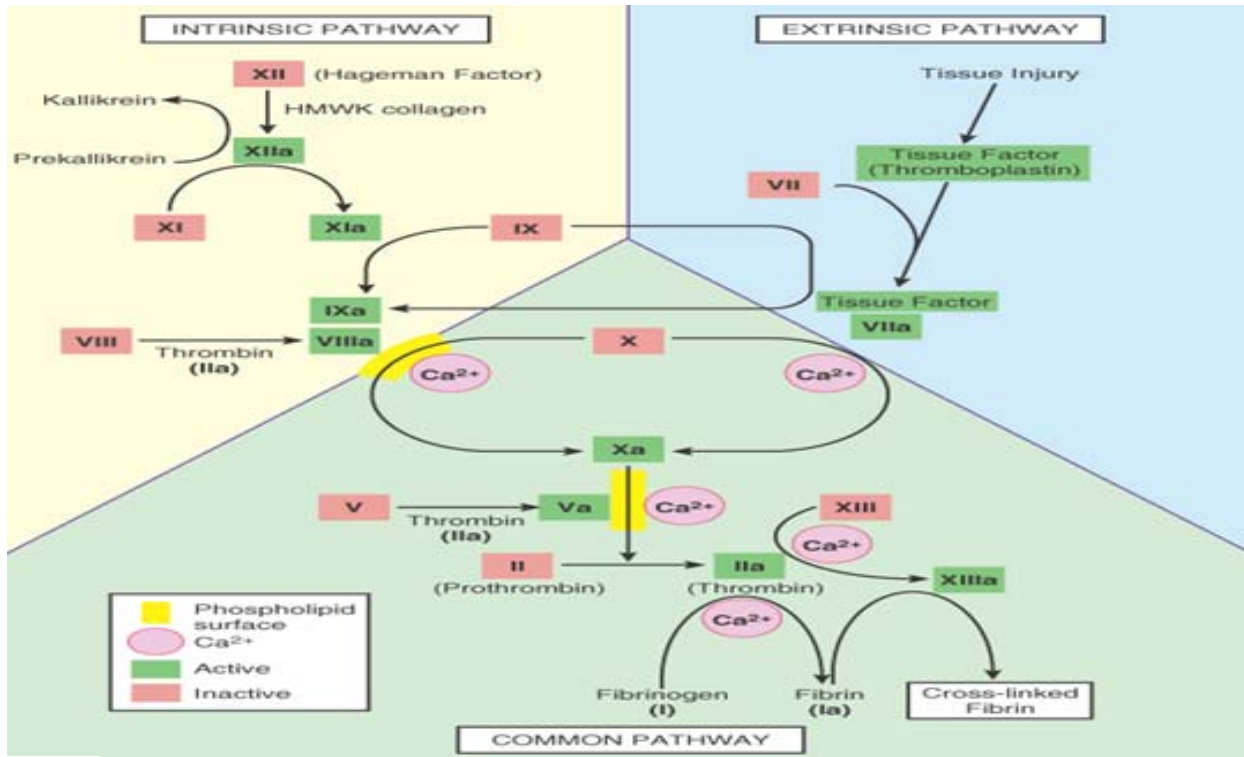 INTRINSIC PATHWAY
EXTRINSIC PATHWAY
XII (Hageman Factor)
Tissue Injury
Kallikrein
HMWK collagen
Prekallikrein
XIIa
Tissue Factor
(Thromboplastin)
VII
XI
XIa
IX
IXa
Tissue Factor
VIIa
VIII
Thrombin
(IIa)
VIIIa
X
Ca2+
Ca2+
Xa
V
Thrombin
(IIa)
Va
Ca2+
XIII
Ca2+
II
(Prothrombin)
IIa
(Thrombin)
XIIIa
Ca2+
Phospholipid
surface
Ca2+
Active
Inactive
Fibrinogen
(I)
Fibrin
(Ia)
Cross-linked
Fibrin
COMMON PATHWAY